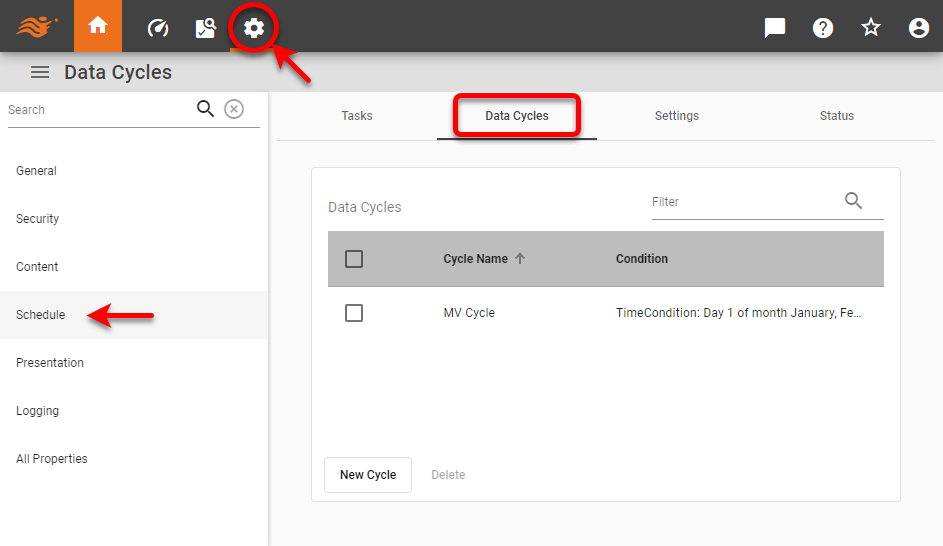 Data Cycles
Search
General
Security
Content
Schedule
Presentation
Logging
All Properties
Tasks
Data Cycles
Settings
Status
Data Cycles
Filter
Cycle Name
Condition
MV Cycle
TimeCondition: Day 1 of month January, Fe...
New Cycle
Delete